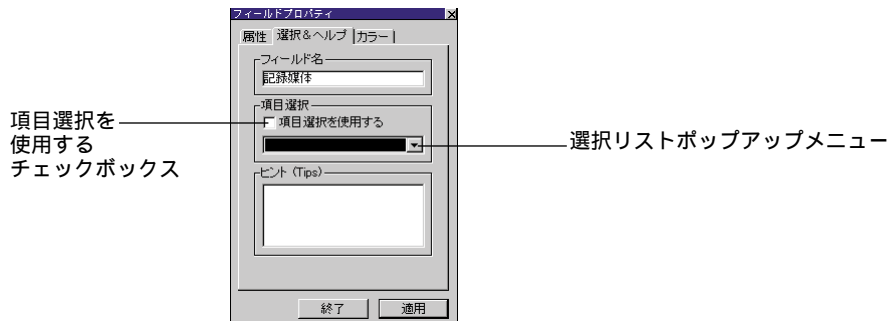 フィールドプロパティ
属性 選択&ヘルプ カラー
フィールド名
記録媒体
項目選択
項目選択を使用する
ヒント (Tips)
終了 適用
項目選択を
使用する
チェックボックス
選択リストポップアップメニュー